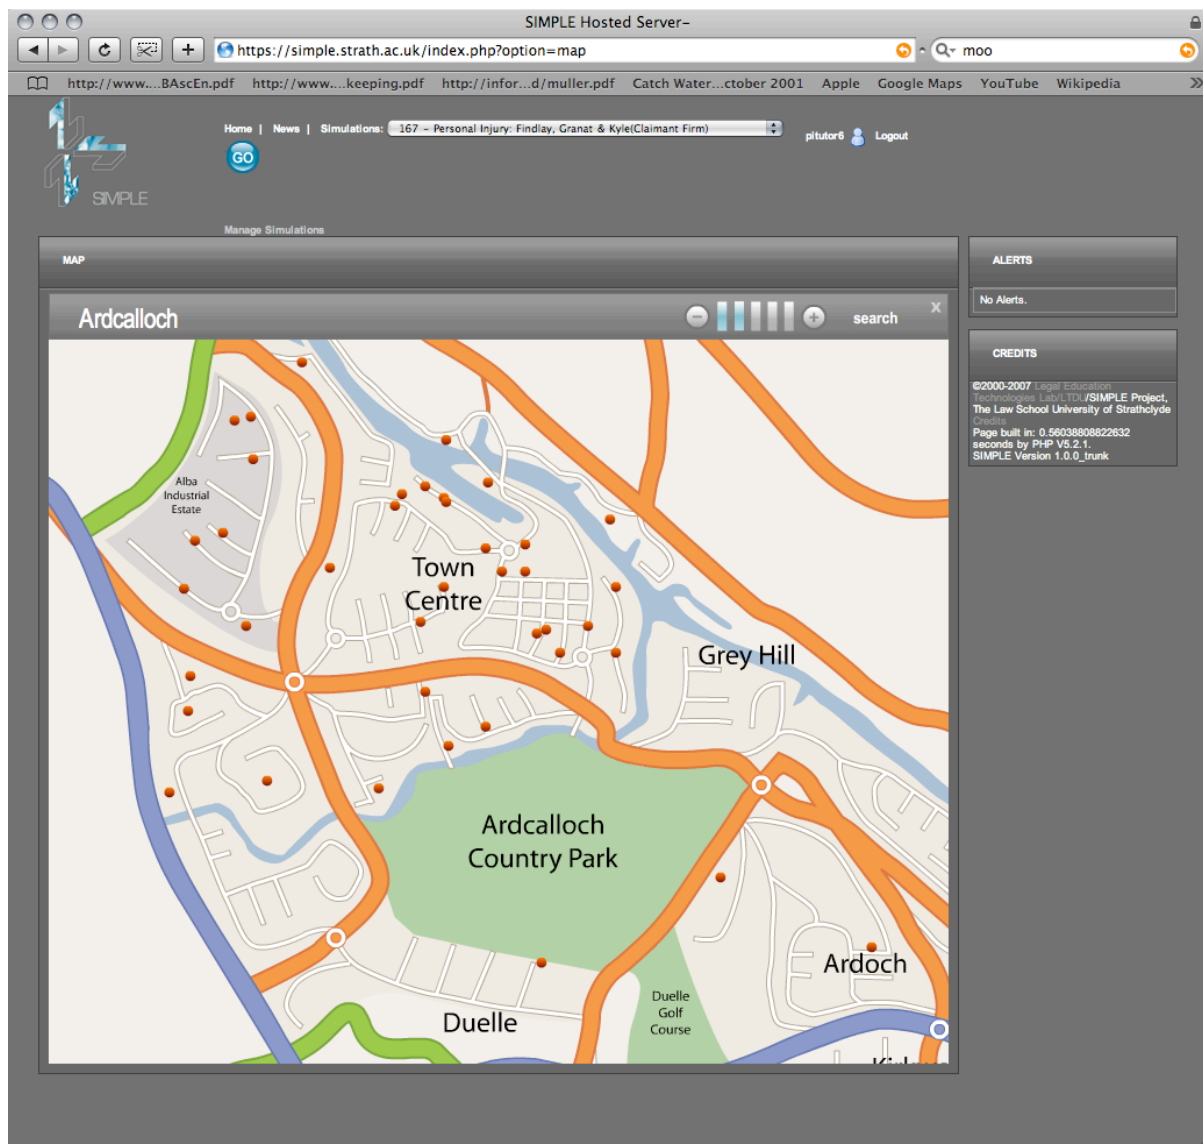 SIMPLE Hosted Server-
https://simple.strath.ac.uk/index.php?option=map
moo
http://www....BAscEn.pdf http://www....keeping.pdf http://infor...d/muller.pdf Catch Water...ctober 2001 Apple Google Maps YouTube Wikipedia
Home | News | Simulations: 167 - Personal Injury: Findlay, Granat & Kyle(Claimant Firm)
pitutor6 Logout
GO
SIMPLE
Manage Simulations
MAP
Ardcalloch
search x
Alba
Industrial
Estate
Town
Centre
Grey Hill
Ardcalloch
Country Park
Ardoch
Duelle
Golf
Course
Duelle
ALERTS
No Alerts.
CREDITS
©2000-2007 Legal Education
Technologies Lab/LTDU/SIMPLE Project,
The Law School University of Strathclyde
Credits
Page built in: 0.56038808822632
seconds by PHP V5.2.1.
SIMPLE Version 1.0.0_trunk